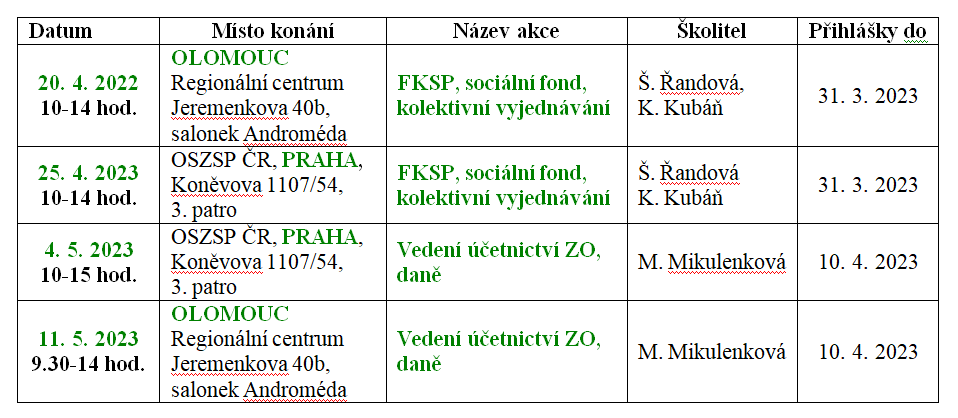 Datum Místo konání Název akce Školitel Přihlášky do
20. 4. 2022
10-14 hod.
OLOMOUC
Regionální centrum
Jeremenkova 40b,
salonek Androméda
FKSP, sociální fond,
kolektivní vyjednávání
Š. Řandová,
K. Kubáň
31. 3. 2023
25. 4. 2023
10-14 hod.
OSZSP ČR, PRAHA,
Koněvova 1107/54,
3. patro
FKSP, sociální fond,
kolektivní vyjednávání
Š. Řandová
K. Kubáň
31. 3. 2023
4. 5. 2023
10-15 hod.
OSZSP ČR, PRAHA,
Koněvova 1107/54,
3. patro
Vedení účetnictví ZO,
daně
M. Mikulenková
10. 4. 2023
11. 5. 2023
9.30-14 hod.
OLOMOUC
Regionální centrum
Jeremenkova 40b,
salonek Androméda
Vedení účetnictví ZO,
daně
M. Mikulenková
10. 4. 2023